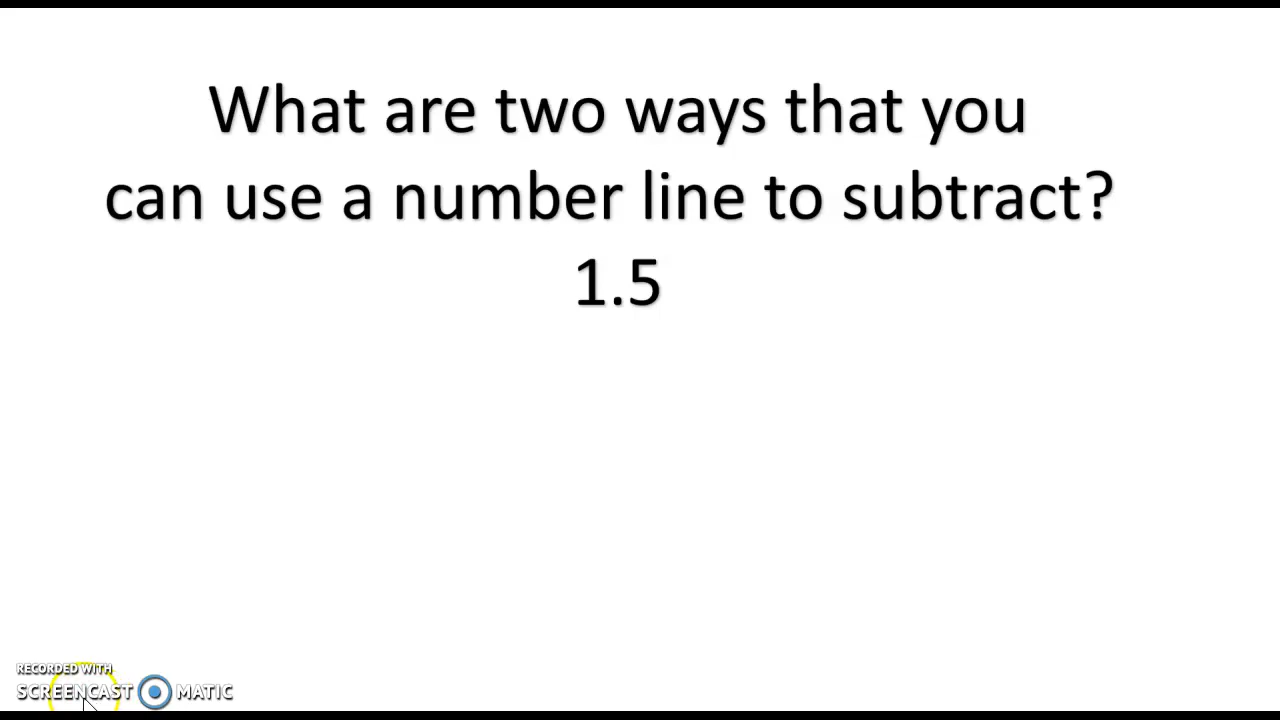 What are two ways that you
can use a number line to subtract?
1.5
RECORDED WITH
SCREENCAST MATIC